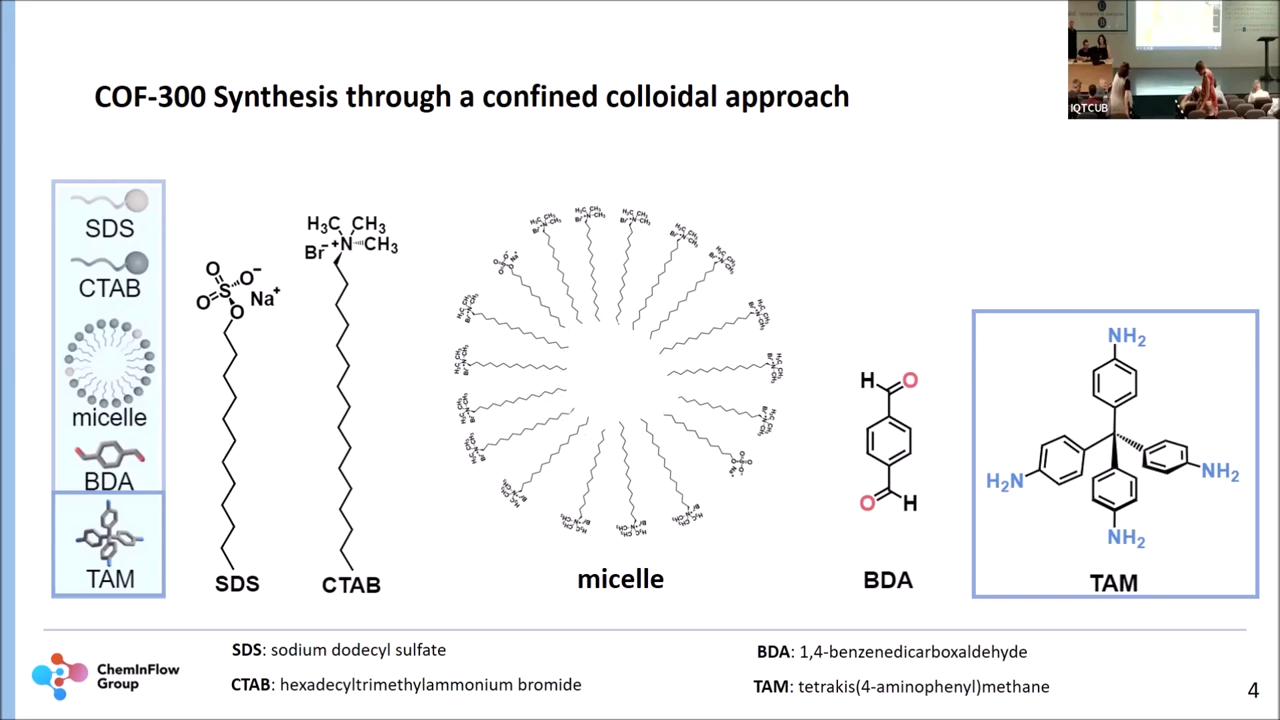 COF-300 Synthesis through a confined colloidal approach
IQTCUB
SDS
CTAB
micelle
BDA
TAM
O
O
S
O⁻
O
Na⁺
SDS
H₃C CH₃
Br⁻ ⁺N CH₃
CTAB
micelle
H O
O H
BDA
NH₂
H₂N
NH₂
NH₂
TAM
SDS: sodium dodecyl sulfate
CTAB: hexadecyltrimethylammonium bromide
BDA: 1,4-benzenedicarboxaldehyde
TAM: tetrakis(4-aminophenyl)methane
ChemInFlow
Group
4